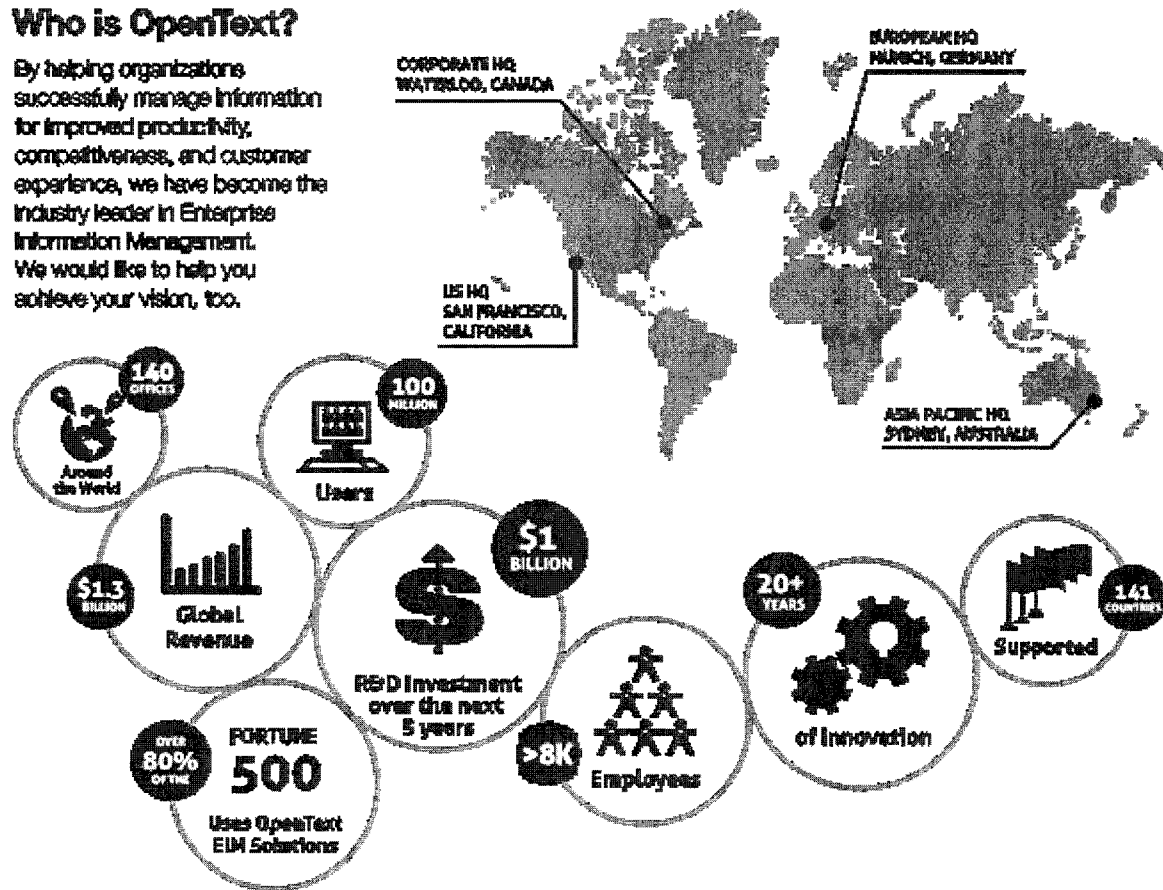 Who is OpenText?
By helping organizations
successfully manage information
for improved productivity,
competitiveness, and customer
experience, we have become the
industry leader in Enterprise
Information Management.
We would like to help you
achieve your vision, too.
CORPORATE HQ
WATERLOO, CANADA
EUROPEAN HQ
MUNICH, GERMANY
US HQ
SAN FRANCISCO,
CALIFORNIA
ASIA PACIFIC HQ
SYDNEY, AUSTRALIA
140
OFFICES
Around
the World
100
MILLION
Users
$1.3
BILLION
Global
Revenue
$1
BILLION
R&D Investment
over the next
5 years
OVER
80%
OF THE
FORTUNE
500
Uses OpenText
EIM Solutions
>8K
Employees
20+
YEARS
of Innovation
141
COUNTRIES
Supported